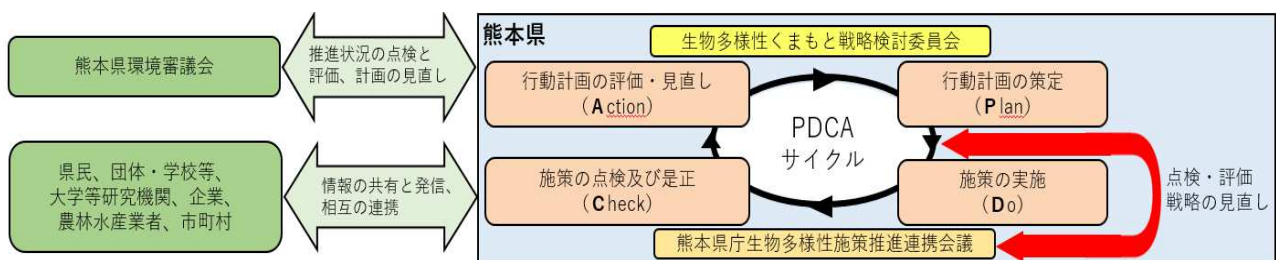 熊本県環境審議会
推進状況の点検と
評価、計画の見直し
県民、団体・学校等、
大学等研究機関、企業、
農林水産業者、市町村
情報の共有と発信、
相互の連携
熊本県
生物多様性くまもと戦略検討委員会
行動計画の評価・見直し
（Action）
行動計画の策定
（Plan）
PDCA
サイクル
施策の点検及び是正
（Check）
施策の実施
（Do）
点検・評価
戦略の見直し
熊本県庁生物多様性施策推進連携会議